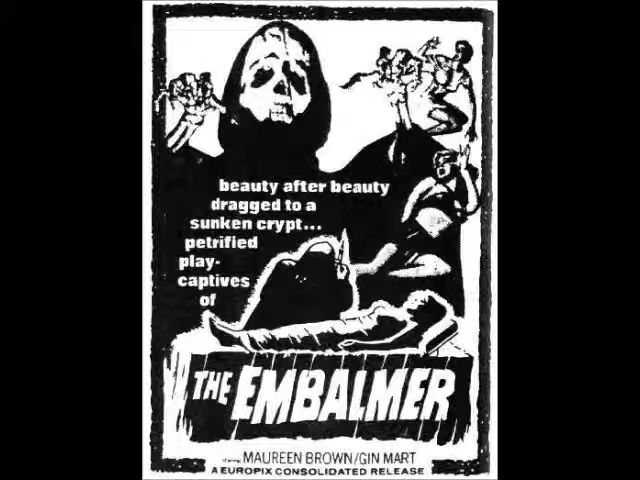 beauty after beauty
dragged to a
sunken crypt...
petrified
play-
captives
of
THE EMBALMER
starring MAUREEN BROWN/GIN MART
A EUROPIX CONSOLIDATED RELEASE